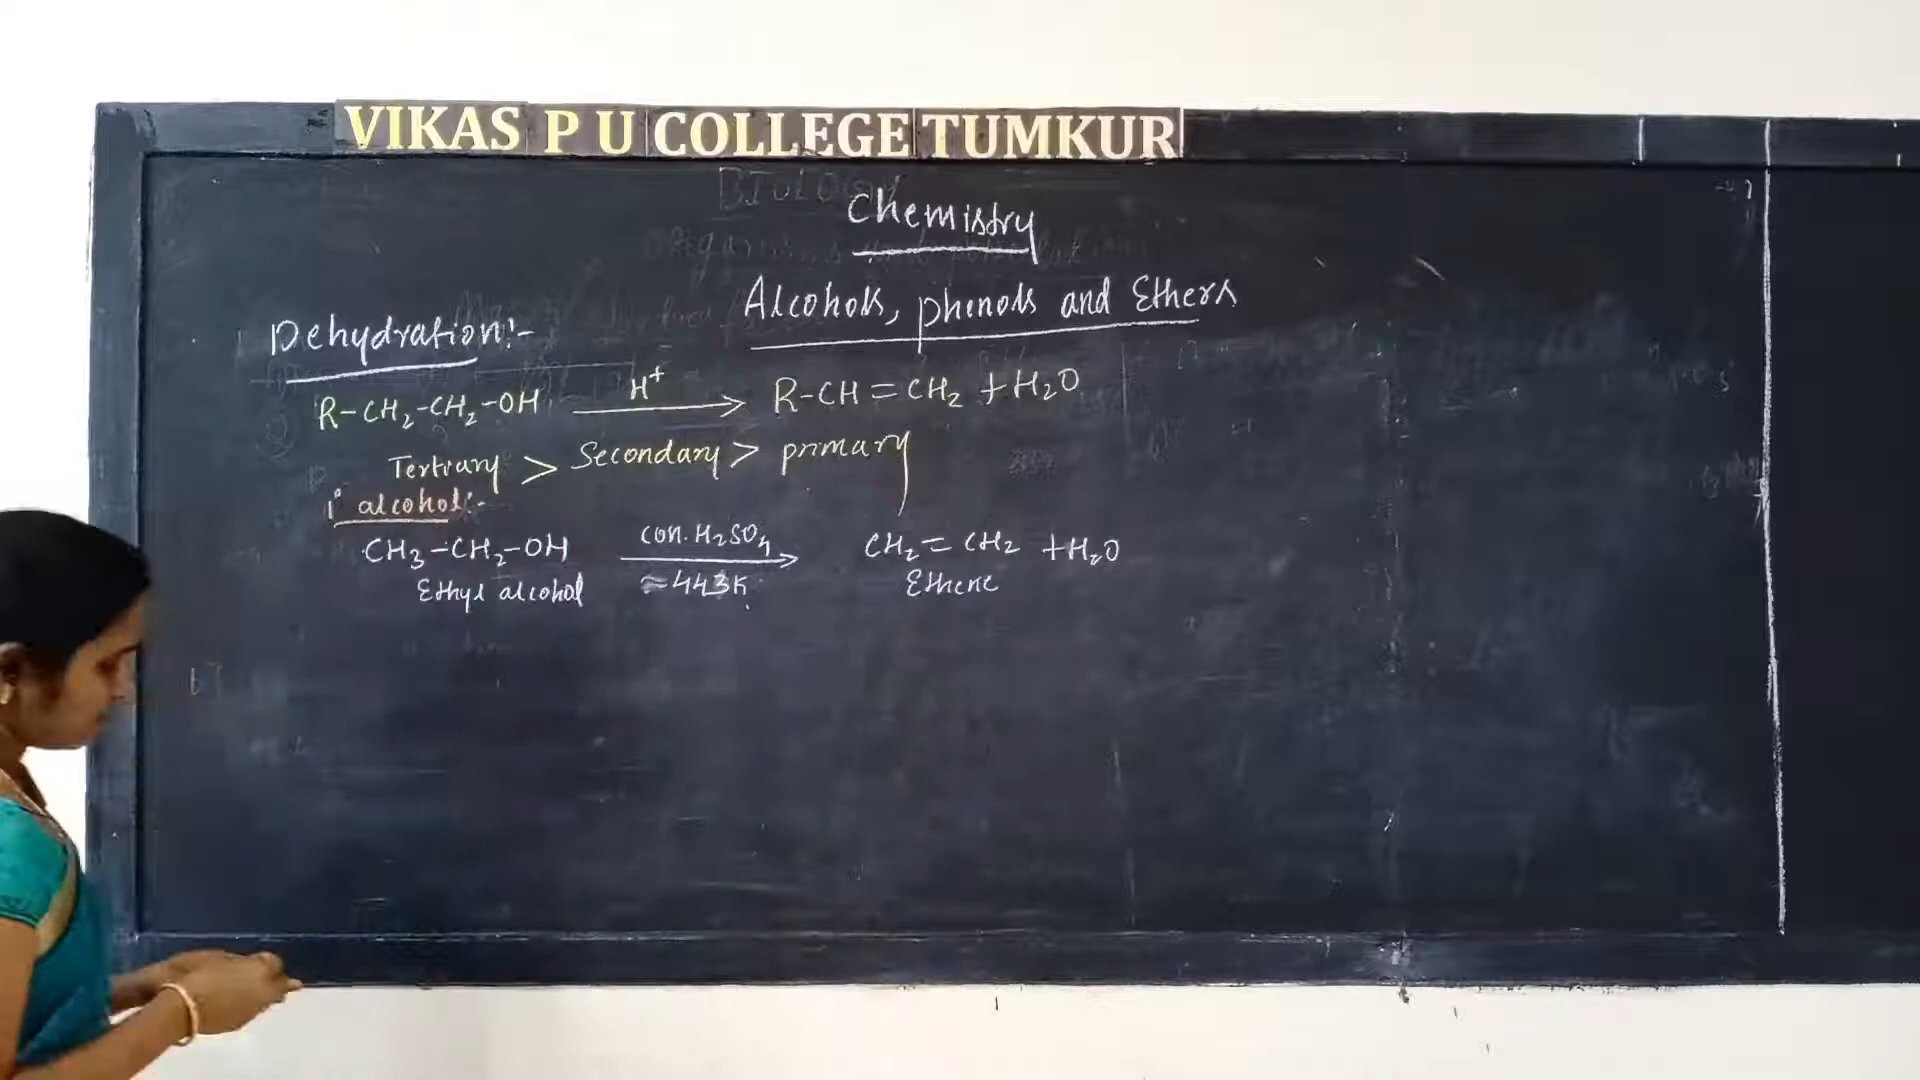 VIKAS P U COLLEGE TUMKUR
Chemistry
Alcohols, phenols and Ethers
Dehydration:-
R-CH₂-CH₂-OH H⁺ → R-CH=CH₂ + H₂O
Tertiary > Secondary > primary
1° alcohol:-
CH₃-CH₂-OH con. H₂SO₄ → CH₂=CH₂ + H₂O
Ethyl alcohol ≈443K Ethene